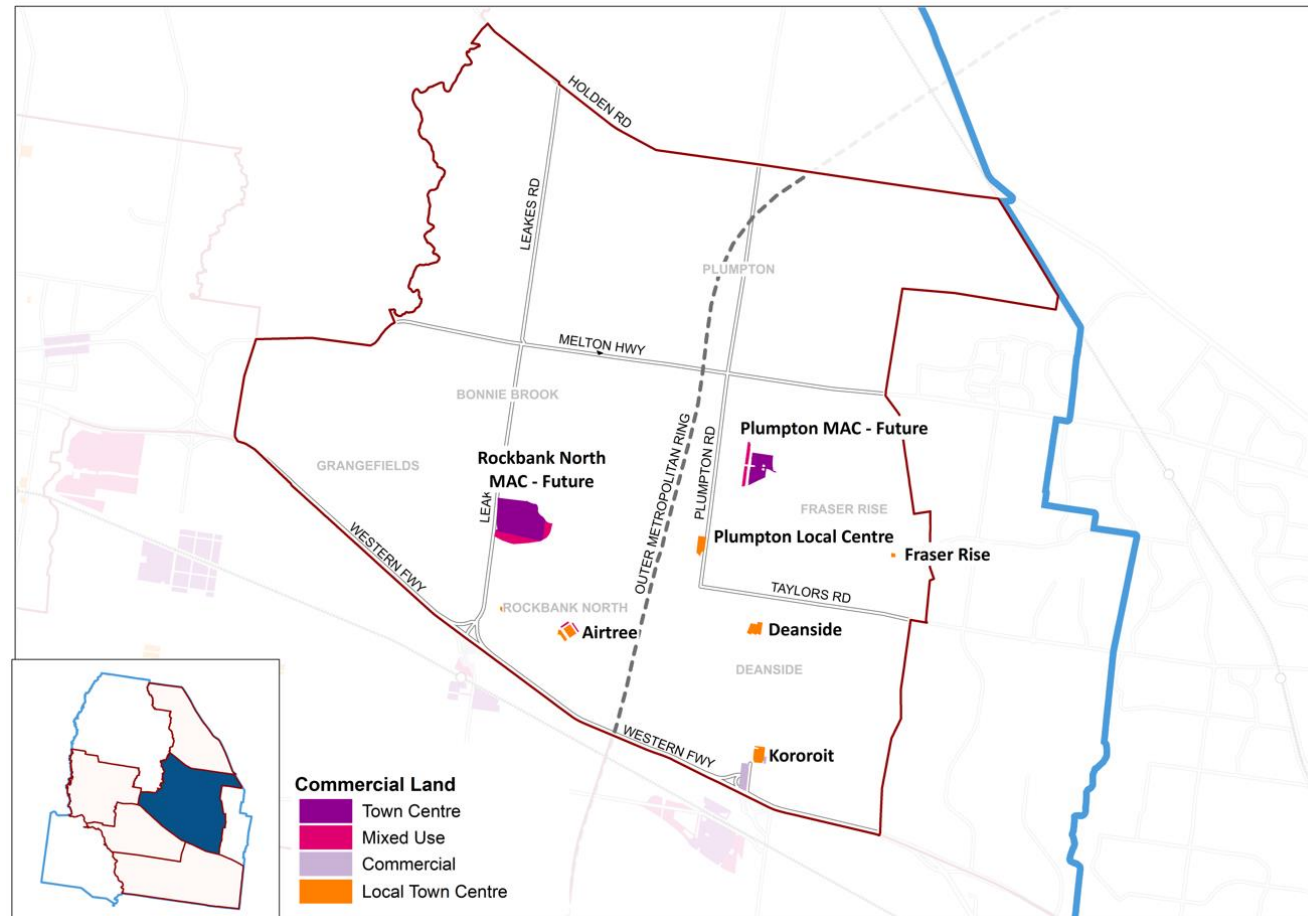 HOLDEN RD
LEAKES RD
PLUMPTON
MELTON HWY
BONNIE BROOK
OUTER METROPOLITAN RING
PLUMPTON RD
Plumpton MAC - Future
GRANGEFIELDS
Rockbank North
MAC - Future
LEAK
FRASER RISE
Plumpton Local Centre
Fraser Rise
WESTERN FWY
TAYLORS RD
ROCKBANK NORTH
Airtree
Deanside
DEANSIDE
WESTERN FWY
Kororoit
Commercial Land
Town Centre
Mixed Use
Commercial
Local Town Centre